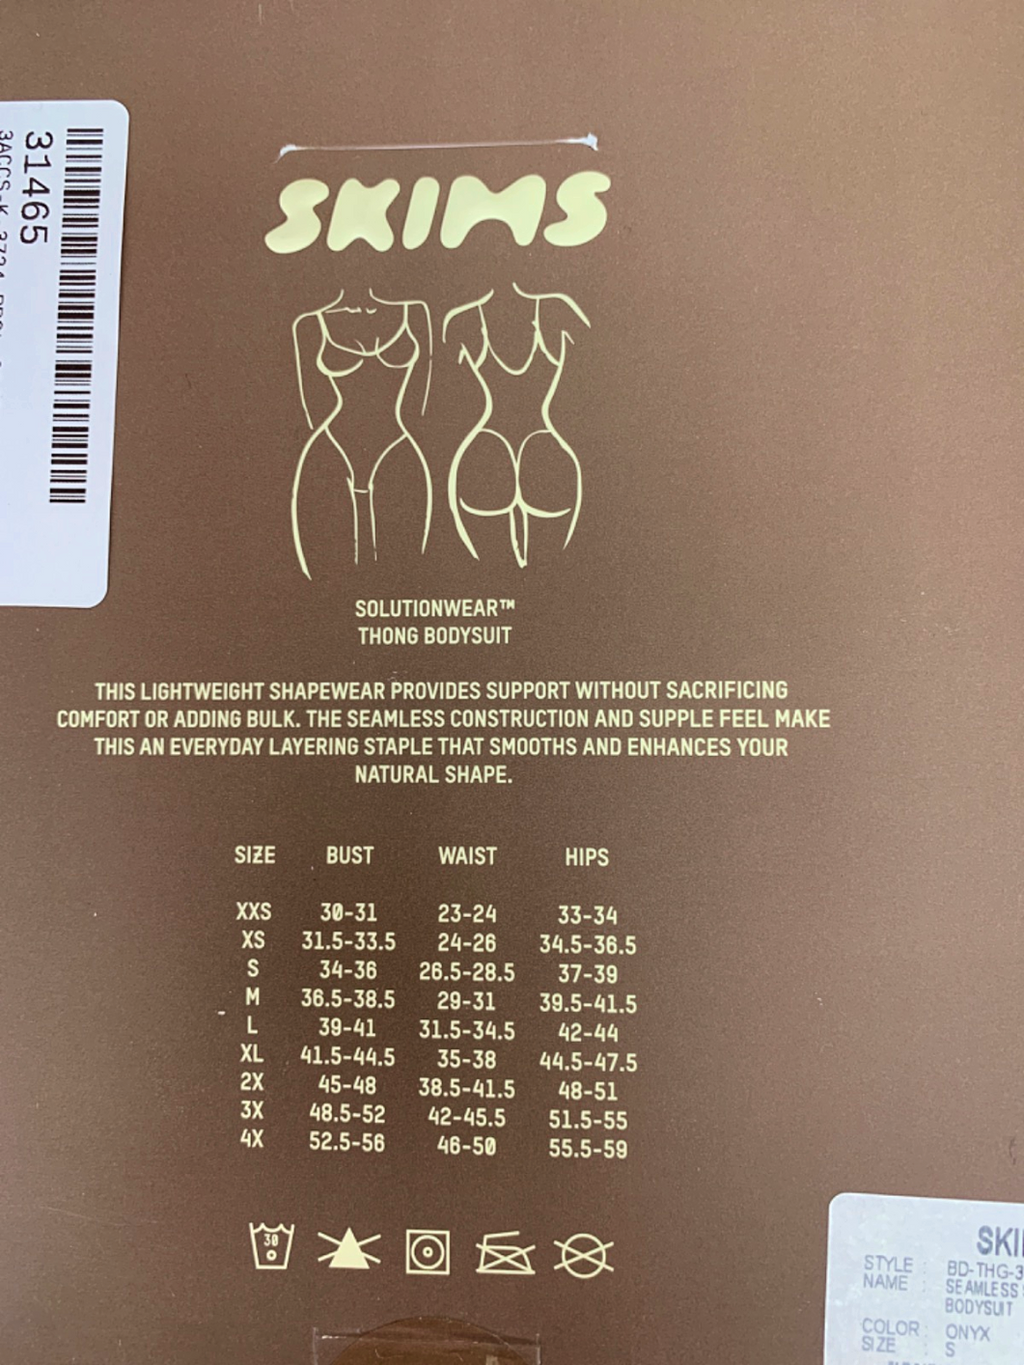 31465
SKIMS
SOLUTIONWEAR™
THONG BODYSUIT
THIS LIGHTWEIGHT SHAPEWEAR PROVIDES SUPPORT WITHOUT SACRIFICING
COMFORT OR ADDING BULK. THE SEAMLESS CONSTRUCTION AND SUPPLE FEEL MAKE
THIS AN EVERYDAY LAYERING STAPLE THAT SMOOTHS AND ENHANCES YOUR
NATURAL SHAPE.
SIZE BUST WAIST HIPS
XXS 30-31 23-24 33-34
XS 31.5-33.5 24-26 34.5-36.5
S 34-36 26.5-28.5 37-39
M 36.5-38.5 29-31 39.5-41.5
L 39-41 31.5-34.5 42-44
XL 41.5-44.5 35-38 44.5-47.5
2X 45-48 38.5-41.5 48-51
3X 48.5-52 42-45.5 51.5-55
4X 52.5-56 46-50 55.5-59
30
SKI
STYLE : BD-THG-3
NAME : SEAMLESS
BODYSUIT
COLOR : ONYX
SIZE : S